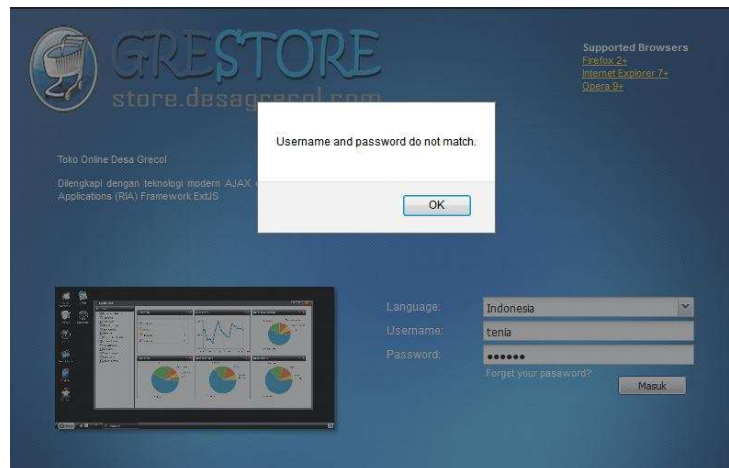 GRESTORE
store.desagrecol.com
Supported Browsers
Firefox 2+
Internet Explorer 7+
Opera 9+
Username and password do not match.
OK
Toko Online Desa Grecol
Dilengkapi dengan teknologi modern AJAX
Applications (RIA) Framework ExtJS
Language:
Indonesia
Username:
tenia
Password:
Forget your password?
Masuk